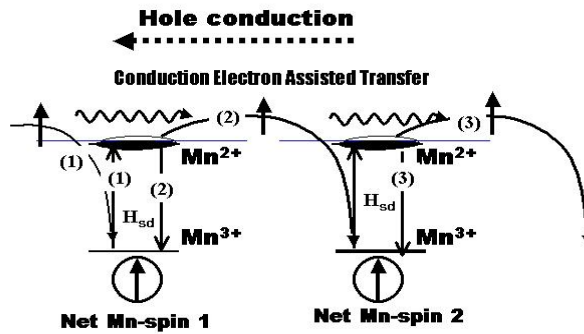 Hole conduction
Conduction Electron Assisted Transfer
(2)
(3)
(1)
(1)
(2)
Mn2+
(3)
Mn2+
Hsd
Hsd
Mn3+
Mn3+
Net Mn-spin 1
Net Mn-spin 2